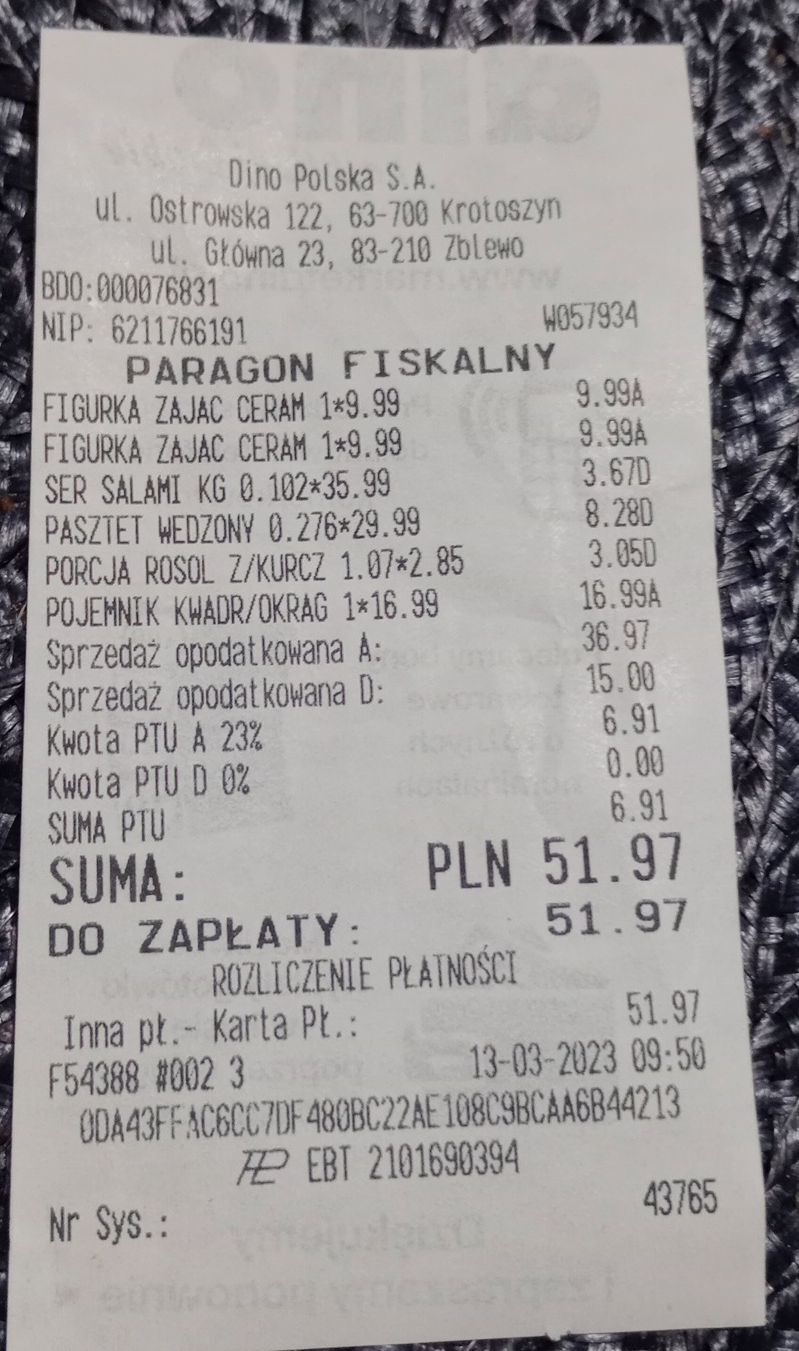 Dino Polska S.A.
ul. Ostrowska 122, 63-700 Krotoszyn
ul. Główna 23, 83-210 Zblewo
BDO:000076831
NIP: 6211766191 W057934
PARAGON FISKALNY
FIGURKA ZAJAC CERAM 1*9.99 9.99A
FIGURKA ZAJAC CERAM 1*9.99 9.99A
SER SALAMI KG 0.102*35.99 3.67D
PASZTET WEDZONY 0.276*29.99 8.28D
PORCJA ROSOL Z/KURCZ 1.07*2.85 3.05D
POJEMNIK KWADR/OKRAG 1*16.99 16.99A
Sprzedaż opodatkowana A: 36.97
Sprzedaż opodatkowana D: 15.00
Kwota PTU A 23% 6.91
Kwota PTU D 0% 0.00
SUMA PTU 6.91
SUMA: PLN 51.97
DO ZAPŁATY: 51.97
ROZLICZENIE PŁATNOŚCI
Inna pł.- Karta Pł.: 51.97
F54388 #002 3 13-03-2023 09:50
0DA43FFAC6CC7DF480BC22AE108C9BCAA6B44213
EBT 2101690394
Nr Sys.: 43765